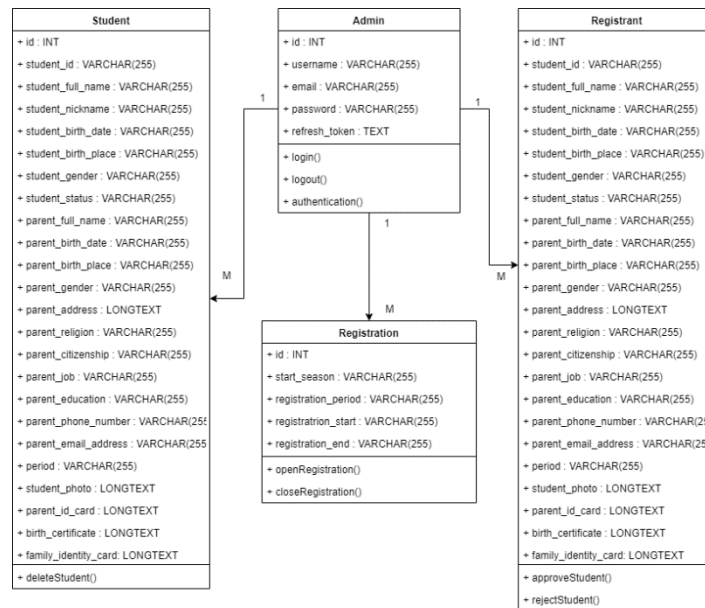 Student
+ id : INT
+ student_id : VARCHAR(255)
+ student_full_name : VARCHAR(255)
+ student_nickname : VARCHAR(255)
+ student_birth_date : VARCHAR(255)
+ student_birth_place : VARCHAR(255)
+ student_gender : VARCHAR(255)
+ student_status : VARCHAR(255)
+ parent_full_name : VARCHAR(255)
+ parent_birth_date : VARCHAR(255)
+ parent_birth_place : VARCHAR(255)
+ parent_gender : VARCHAR(255)
+ parent_address : LONGTEXT
+ parent_religion : VARCHAR(255)
+ parent_citizenship : VARCHAR(255)
+ parent_job : VARCHAR(255)
+ parent_education : VARCHAR(255)
+ parent_phone_number : VARCHAR(255
+ parent_email_address : VARCHAR(255
+ period : VARCHAR(255)
+ student_photo : LONGTEXT
+ parent_id_card : LONGTEXT
+ birth_certificate : LONGTEXT
+ family_identity_card: LONGTEXT
+ deleteStudent()
1
M
Admin
+ id : INT
+ username : VARCHAR(255)
+ email : VARCHAR(255)
+ password : VARCHAR(255)
+ refresh_token : TEXT
+ login()
+ logout()
+ authentication()
1
M
Registration
+ id : INT
+ start_season : VARCHAR(255)
+ registration_period : VARCHAR(255)
+ registratrion_start : VARCHAR(255)
+ registration_end : VARCHAR(255)
+ openRegistration()
+ closeRegistration()
1
M
Registrant
+ id : INT
+ student_id : VARCHAR(255)
+ student_full_name : VARCHAR(255)
+ student_nickname : VARCHAR(255)
+ student_birth_date : VARCHAR(255)
+ student_birth_place : VARCHAR(255)
+ student_gender : VARCHAR(255)
+ student_status : VARCHAR(255)
+ parent_full_name : VARCHAR(255)
+ parent_birth_date : VARCHAR(255)
+ parent_birth_place : VARCHAR(255)
+ parent_gender : VARCHAR(255)
+ parent_address : LONGTEXT
+ parent_religion : VARCHAR(255)
+ parent_citizenship : VARCHAR(255)
+ parent_job : VARCHAR(255)
+ parent_education : VARCHAR(255)
+ parent_phone_number : VARCHAR(25
+ parent_email_address : VARCHAR(25
+ period : VARCHAR(255)
+ student_photo : LONGTEXT
+ parent_id_card : LONGTEXT
+ birth_certificate : LONGTEXT
+ family_identity_card: LONGTEXT
+ approveStudent()
+ rejectStudent()